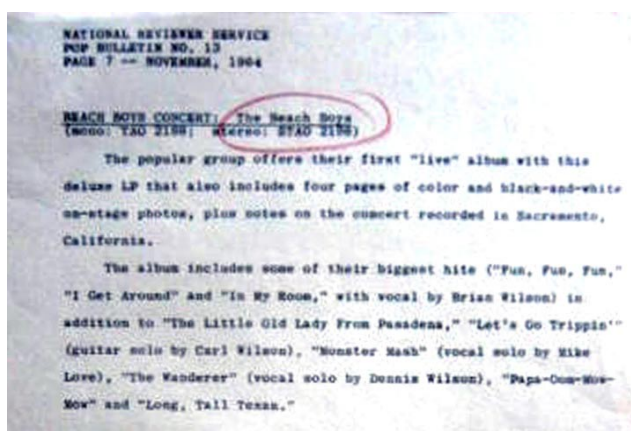 NATIONAL REVIEWER SERVICE
POP BULLETIN NO. 13
PAGE 7 -- NOVEMBER, 1964
BEACH BOYS CONCERT: The Beach Boys
(mono: TAO 2198; stereo: STAO 2198)
The popular group offers their first "live" album with this
deluxe LP that also includes four pages of color and black-and-white
on-stage photos, plus notes on the concert recorded in Sacramento,
California.
The album includes some of their biggest hits ("Fun, Fun, Fun,"
"I Get Around" and "In My Room," with vocal by Brian Wilson) in
addition to "The Little Old Lady From Pasadena," "Let's Go Trippin'"
(guitar solo by Carl Wilson), "Monster Mash" (vocal solo by Mike
Love), "The Wanderer" (vocal solo by Dennis Wilson), "Papa-Oom-Mow-
Mow" and "Long, Tall Texan."